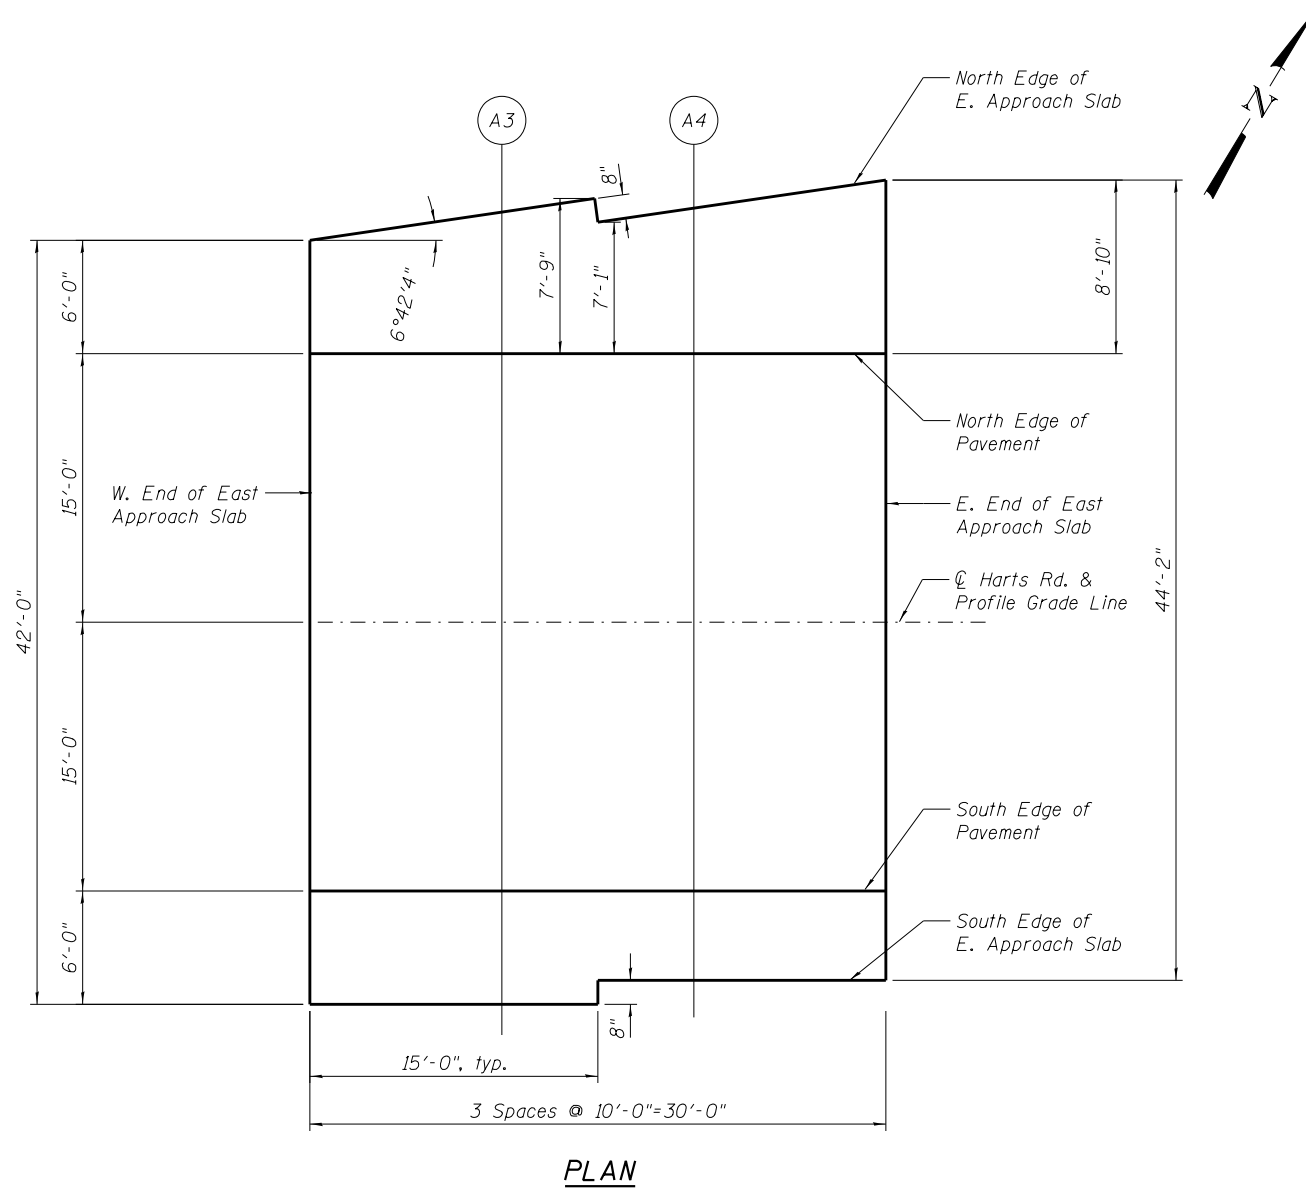 North Edge of
E. Approach Slab
N
A3
A4
8"
6°42'4"
7'-9"
7'-1"
8'-10"
6'-0"
15'-0"
42'-0"
15'-0"
6'-0"
W. End of East
Approach Slab
North Edge of
Pavement
E. End of East
Approach Slab
℄ Harts Rd. &
Profile Grade Line
44'-2"
South Edge of
Pavement
South Edge of
E. Approach Slab
8"
15'-0", typ.
3 Spaces @ 10'-0"=30'-0"
PLAN